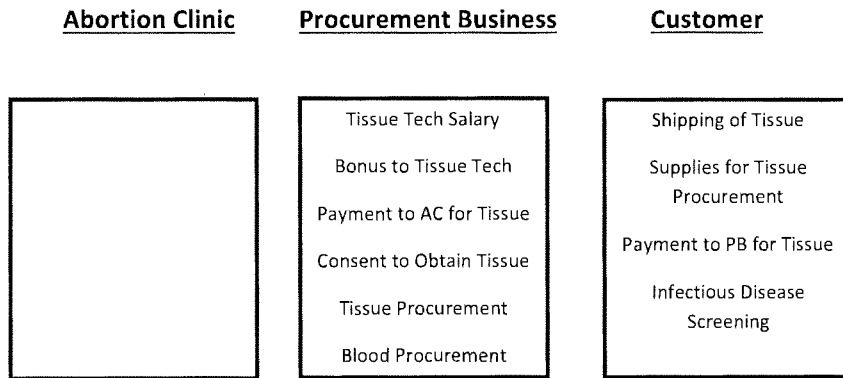 Abortion Clinic
Procurement Business
Customer
Tissue Tech Salary
Bonus to Tissue Tech
Payment to AC for Tissue
Consent to Obtain Tissue
Tissue Procurement
Blood Procurement
Shipping of Tissue
Supplies for Tissue
Procurement
Payment to PB for Tissue
Infectious Disease
Screening